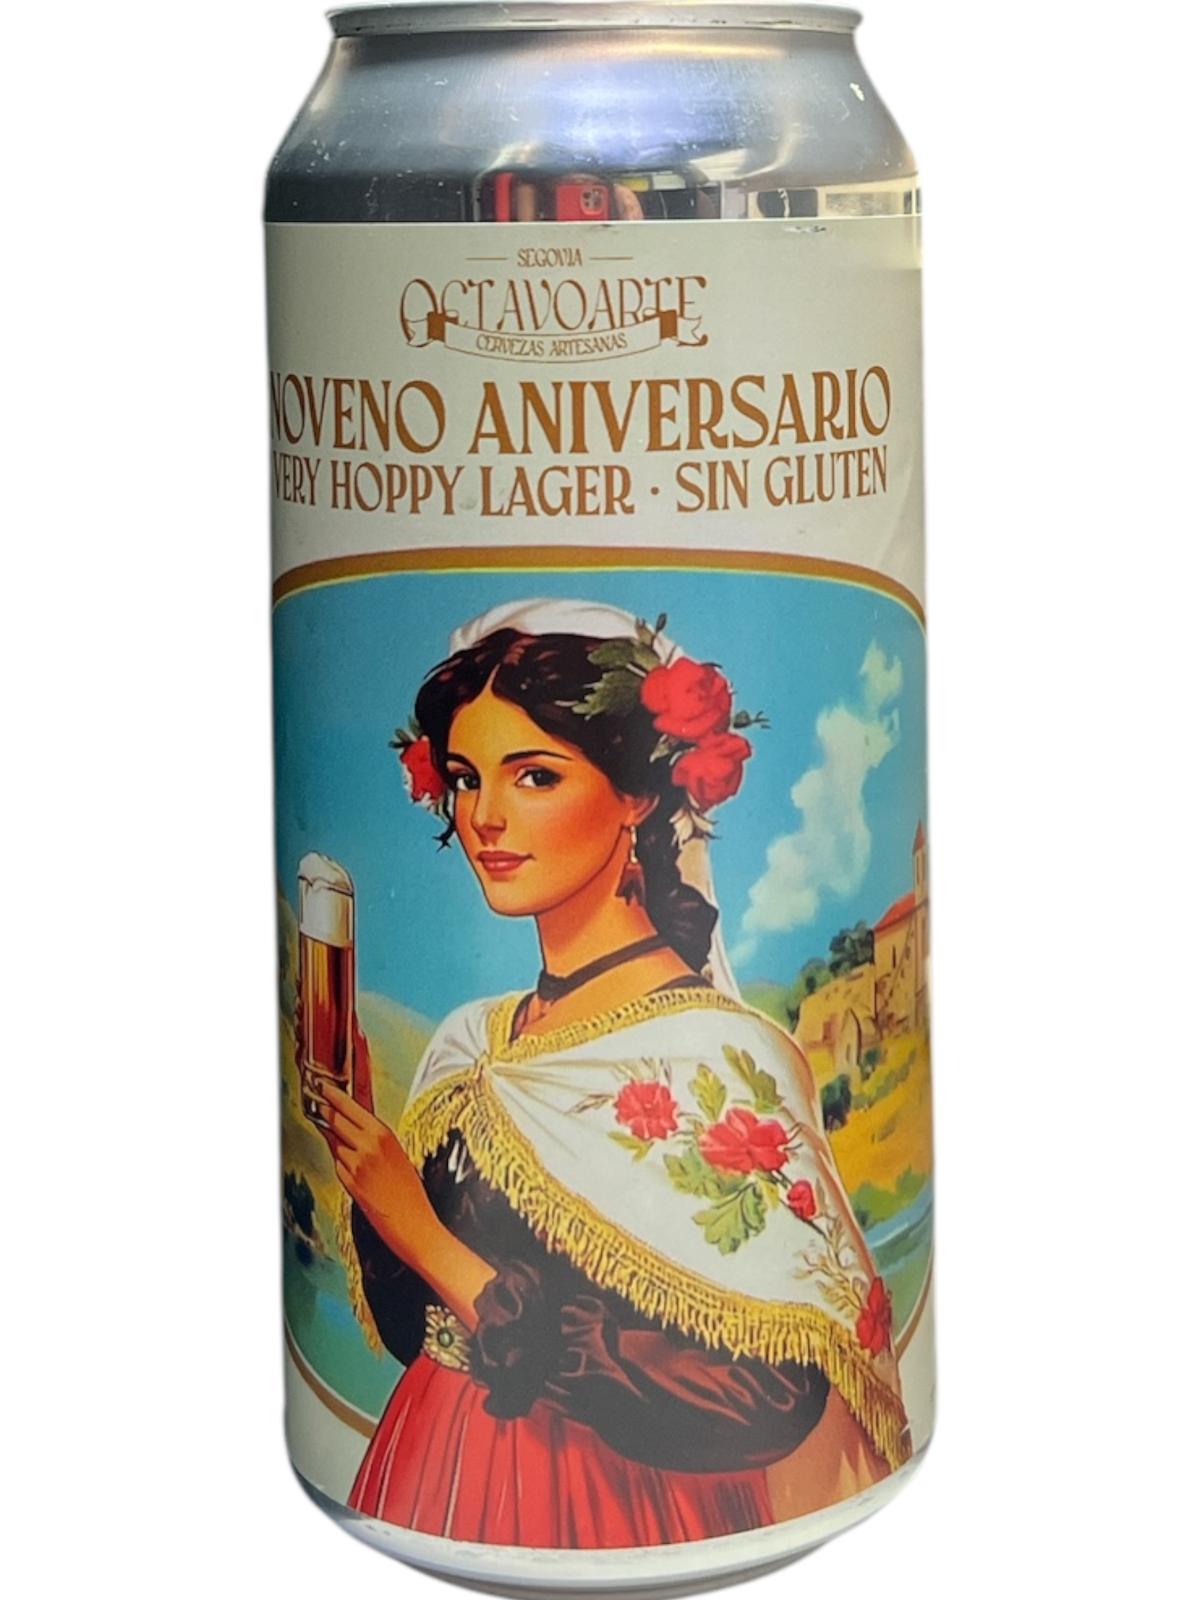 SEGOVIA
OCTAVOARTE
CERVEZAS ARTESANAS
NOVENO ANIVERSARIO
VERY HOPPY LAGER · SIN GLUTEN